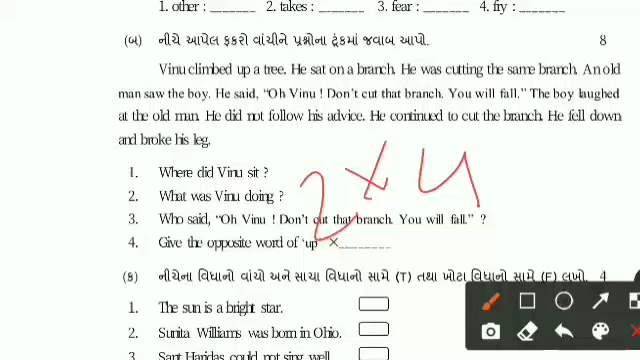 1. other : ______ 2. takes : ______ 3. fear : ______ 4. fiy : ______
(બ) નીચે આપેલ ફકરો વાંચીને પ્રશ્નોના ટૂંકમાં જવાબ આપો. 8
Vinu climbed up a tree. He sat on a branch. He was cutting the same branch. An old
man saw the boy. He said, “Oh Vinu ! Don’t cut that branch. You will fall.” The boy laughed
at the old man. He did not follow his advice. He continued to cut the branch. He fell down
and broke his leg.
1. Where did Vinu sit ?
2. What was Vinu doing ?
3. Who said, “Oh Vinu ! Don’t cut that branch. You will fall.” ?
4. Give the opposite word of ‘up’ ×________
2 × 4
(ક) નીચેના વિધાનો વાંચો અને સાચા વિધાનો સામે (T) તથા ખોટા વિધાનો સામે (F) લખો. 4
1. The sun is a bright star.
2. Sunita Williams was born in Ohio.
3. Sant Haridas could not sing well.